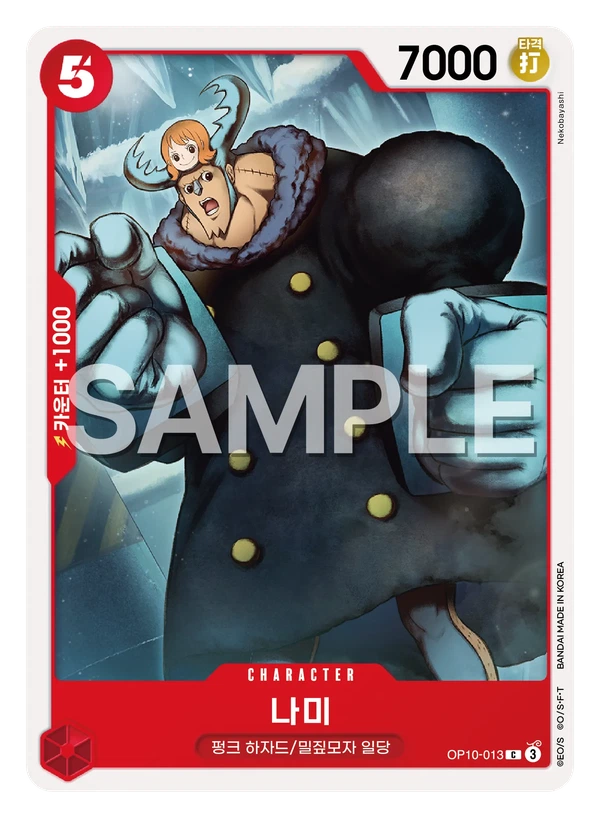 5
7000
타격
打
Nekobayashi
카운터 +1000
SAMPLE
CHARACTER
나미
펑크 하자드/밀짚모자 일당
OP10-013 C 3
BANDAI MADE IN KOREA
©EO/S ©O/S·F·T